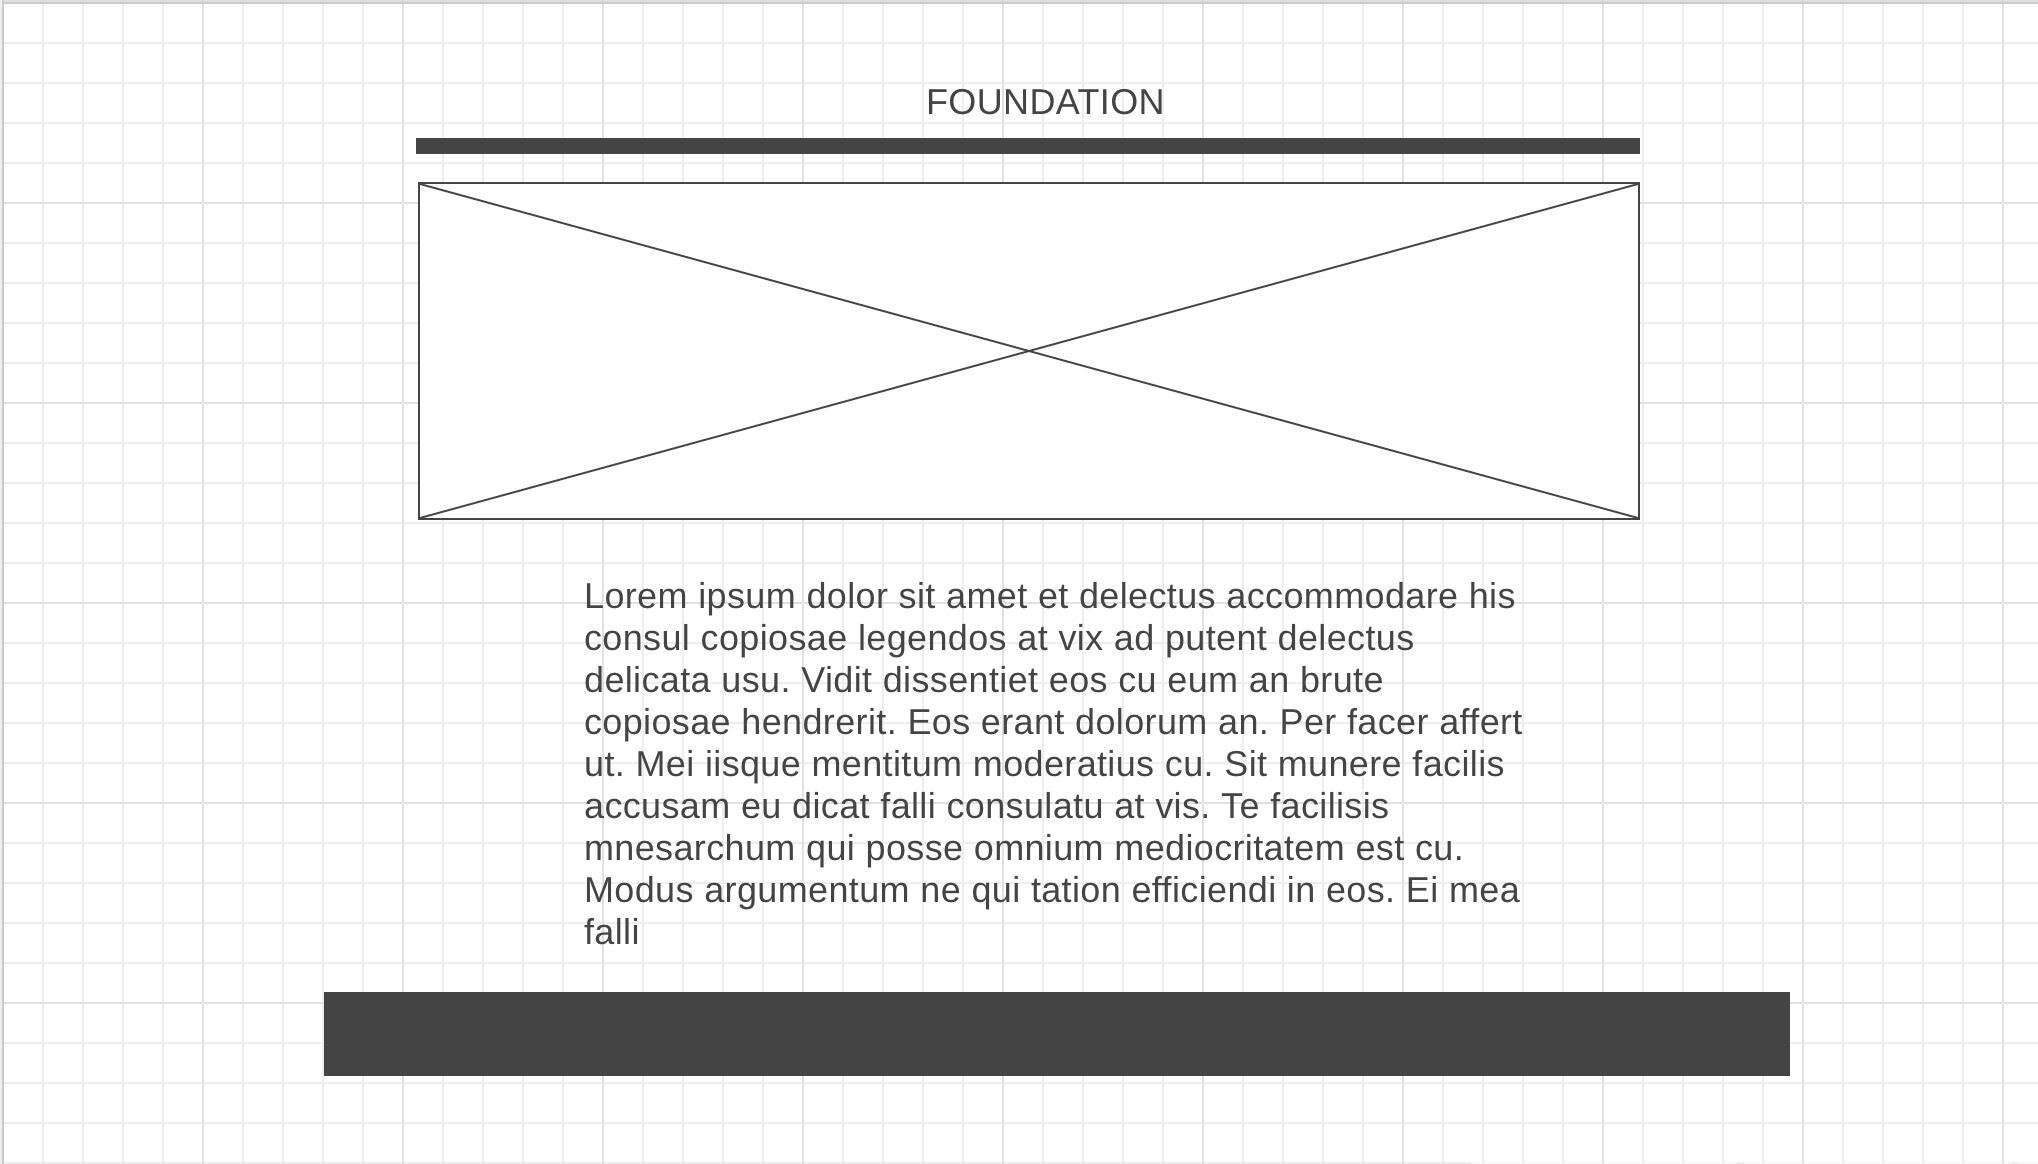 FOUNDATION
Lorem ipsum dolor sit amet et delectus accommodare his
consul copiosae legendos at vix ad putent delectus
delicata usu. Vidit dissentiet eos cu eum an brute
copiosae hendrerit. Eos erant dolorum an. Per facer affert
ut. Mei iisque mentitum moderatius cu. Sit munere facilis
accusam eu dicat falli consulatu at vis. Te facilisis
mnesarchum qui posse omnium mediocritatem est cu.
Modus argumentum ne qui tation efficiendi in eos. Ei mea
falli